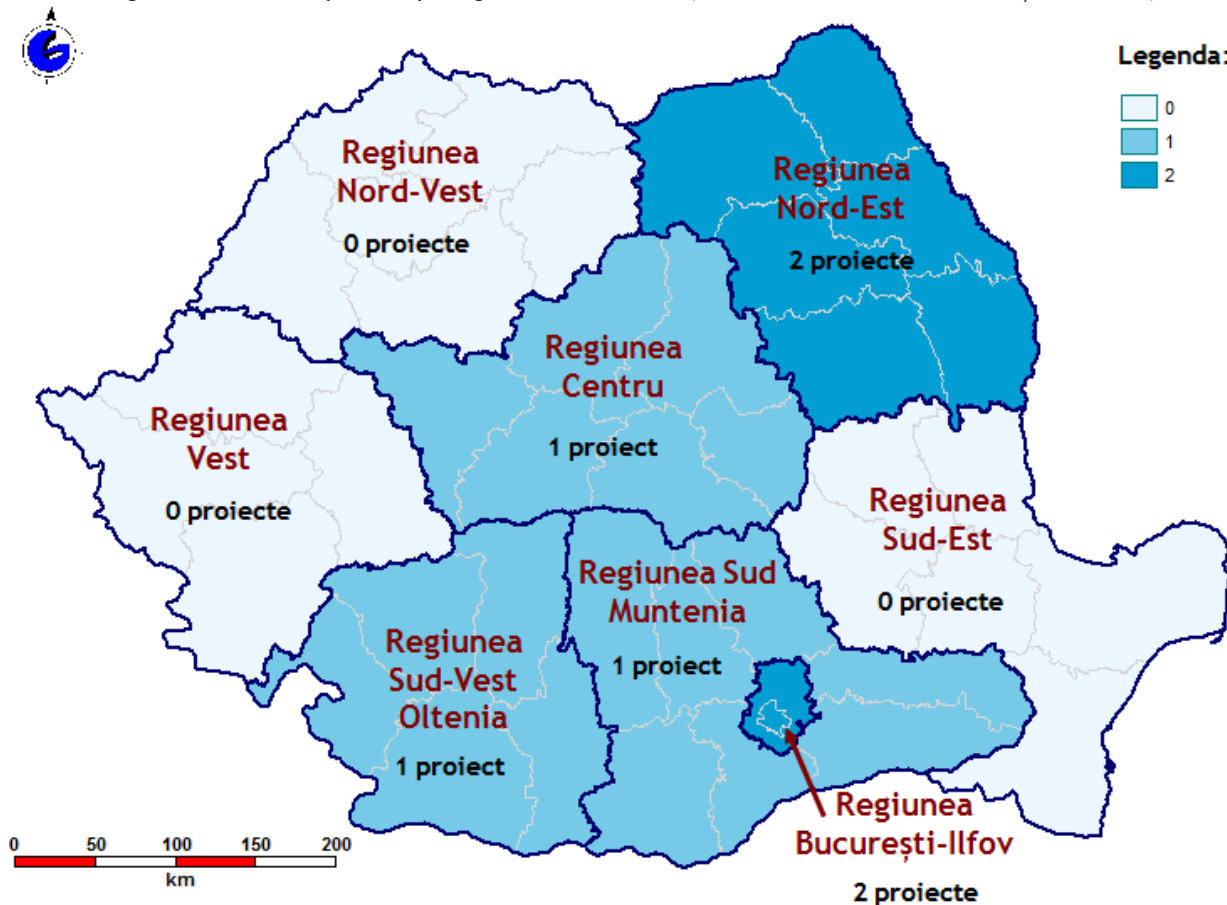 Legenda:
0
1
2
Regiunea
Nord-Vest
0 proiecte
Regiunea
Nord-Est
2 proiecte
Regiunea
Centru
1 proiect
Regiunea
Vest
0 proiecte
Regiunea
Sud-Est
0 proiecte
Regiunea Sud
Muntenia
1 proiect
Regiunea
Sud-Vest
Oltenia
1 proiect
Regiunea
București-Ilfov
2 proiecte
0 50 100 150 200
km